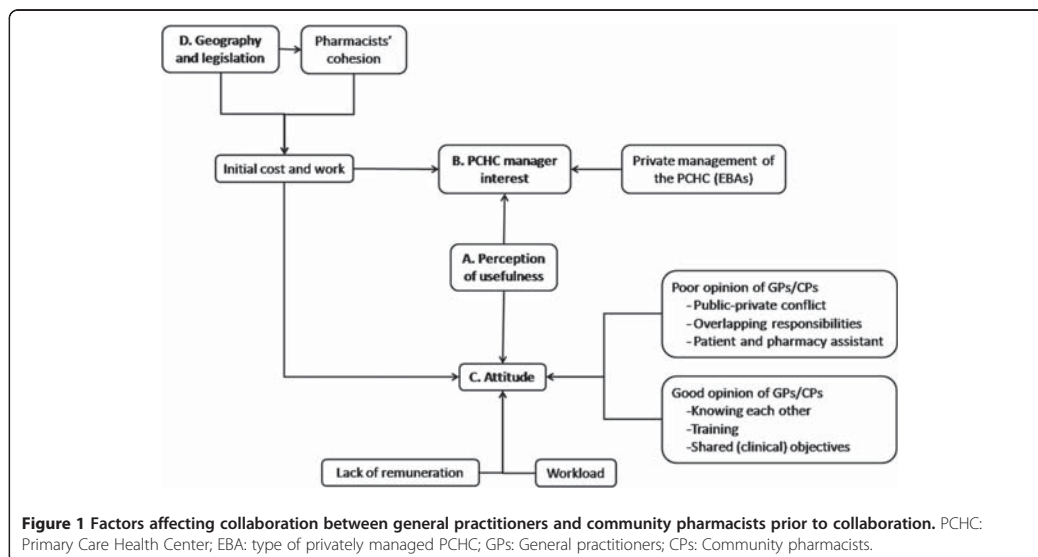 D. Geography
and legislation
Pharmacists'
cohesion
Initial cost and work
B. PCHC manager
interest
Private management of
the PCHC (EBAs)
A. Perception
of usefulness
Poor opinion of GPs/CPs
-Public-private conflict
-Overlapping responsibilities
-Patient and pharmacy assistant
C. Attitude
Good opinion of GPs/CPs
-Knowing each other
-Training
-Shared (clinical) objectives
Lack of remuneration
Workload
Figure 1 Factors affecting collaboration between general practitioners and community pharmacists prior to collaboration. PCHC:
Primary Care Health Center; EBA: type of privately managed PCHC; GPs: General practitioners; CPs: Community pharmacists.